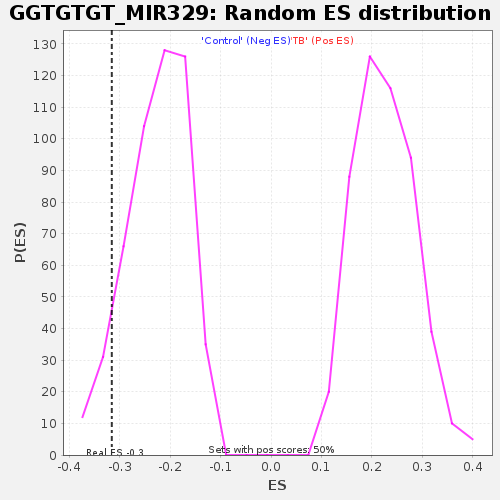 GGTGTGT_MIR329: Random ES distribution
'Control' (Neg ES)'TB' (Pos ES)
130
120
110
100
90
80
70
60
50
40
30
20
10
0
P(ES)
Real ES -0.3
Sets with pos scores: 50%
-0.4 -0.3 -0.2 -0.1 0.0 0.1 0.2 0.3 0.4
ES